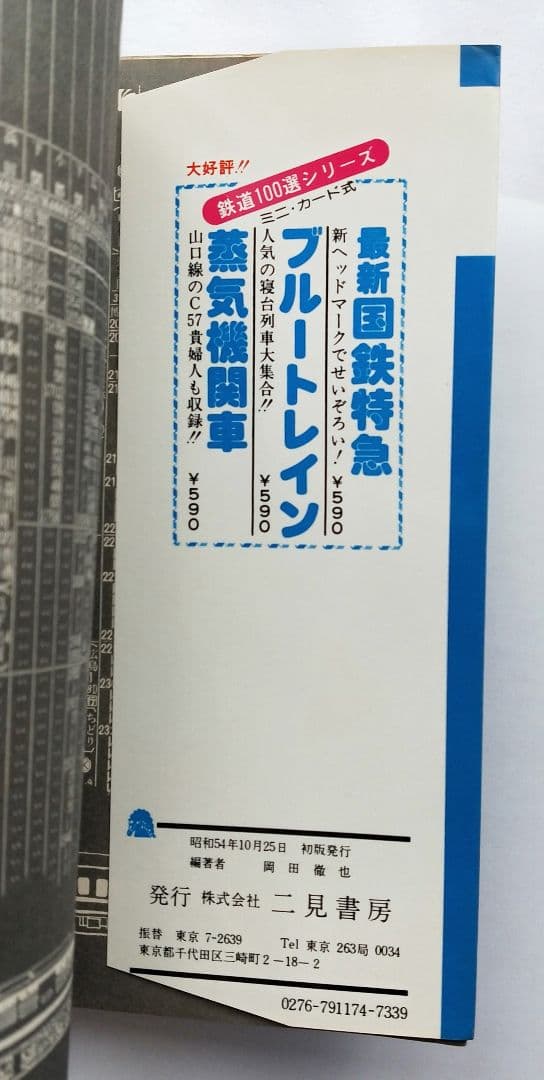 大好評!!
鉄道100選シリーズ
ミニ・カード式
最新国鉄特急
新ヘッドマークでせいぞろい! ¥590
ブルートレイン
人気の寝台列車大集合!! ¥590
蒸気機関車
山口線のC57貴婦人も収録!! ¥590
昭和54年10月25日 初版発行
編著者 岡田徹也
発行 株式会社 二見書房
振替 東京 7-2639 Tel 東京 263局 0034
東京都千代田区三崎町2-18-2
0276-791174-7339